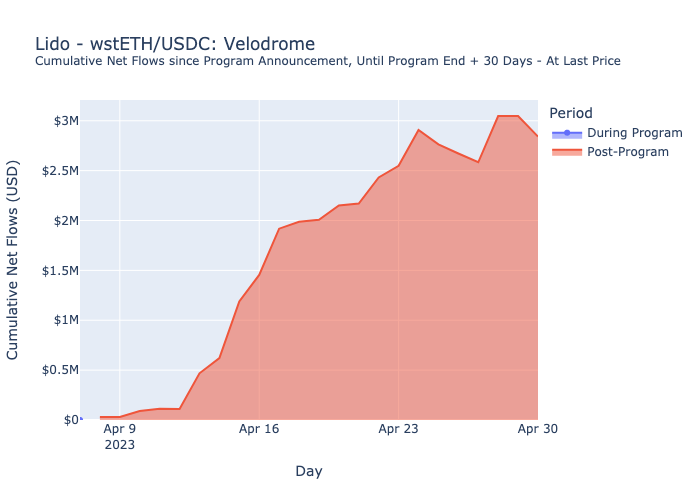 Lido - wstETH/USDC: Velodrome
Cumulative Net Flows since Program Announcement, Until Program End + 30 Days - At Last Price
Period
During Program
Post-Program
Cumulative Net Flows (USD)
$3M
$2.5M
$2M
$1.5M
$1M
$0.5M
$0
Apr 9
2023
Apr 16
Apr 23
Apr 30
Day